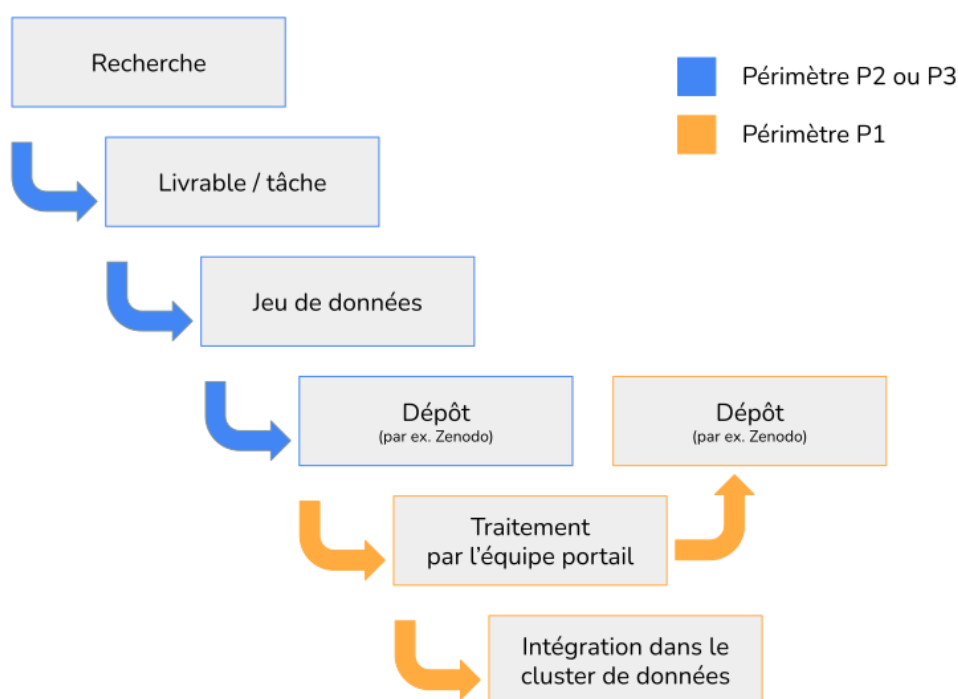 Recherche
Périmètre P2 ou P3
Périmètre P1
Livrable / tâche
Jeu de données
Dépôt
(par ex. Zenodo)
Dépôt
(par ex. Zenodo)
Traitement
par l’équipe portail
Intégration dans le
cluster de données